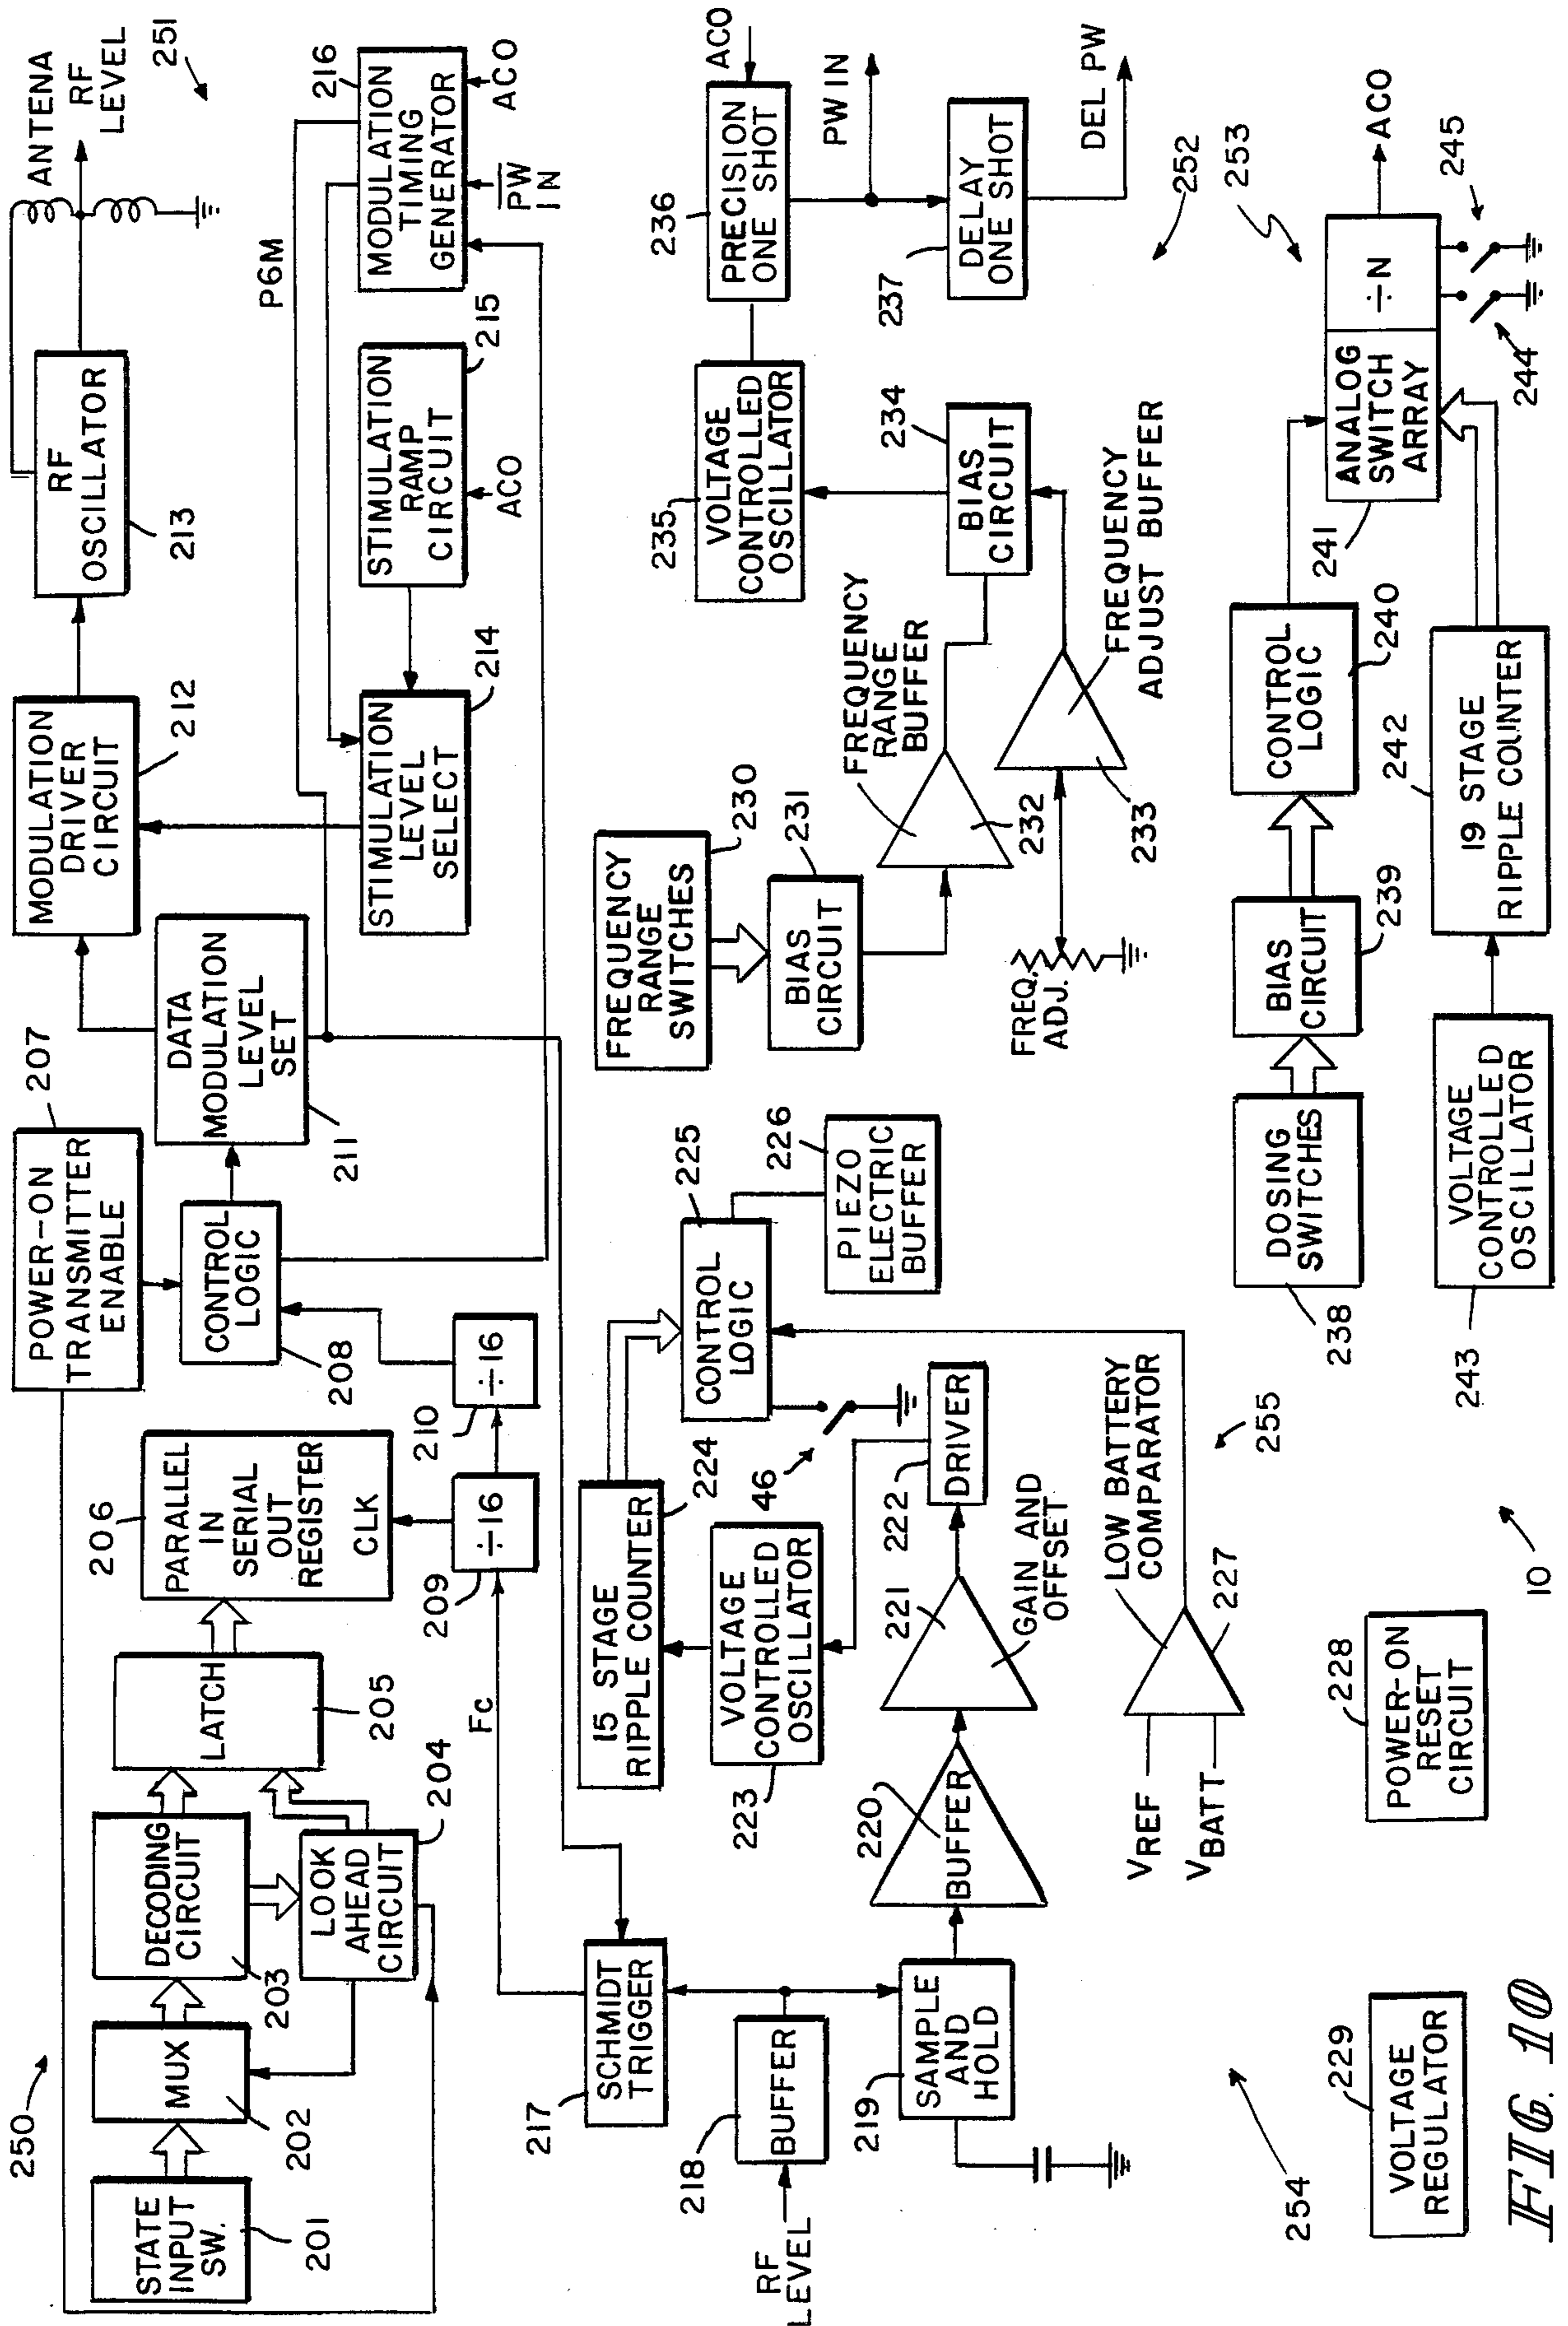 250
STATE
INPUT
SW.
201
MUX
202
DECODING
CIRCUIT
203
LOOK
AHEAD
CIRCUIT
204
LATCH
205
PARALLEL
IN
SERIAL
OUT
REGISTER
CLK
206
POWER-ON
TRANSMITTER
ENABLE
207
CONTROL
LOGIC
208
÷16
209
÷16
210
DATA
MODULATION
LEVEL
SET
211
MODULATION
DRIVER
CIRCUIT
212
RF
OSCILLATOR
213
ANTENA
RF
LEVEL
251
STIMULATION
LEVEL
SELECT
214
STIMULATION
RAMP
CIRCUIT
215
ACO
P6M
MODULATION
TIMING
GENERATOR
216
PW
IN
ACO
Fc
SCHMIDT
TRIGGER
217
RF
LEVEL
BUFFER
218
SAMPLE
AND
HOLD
219
BUFFER
220
221
GAIN AND
OFFSET
DRIVER
222
VOLTAGE
CONTROLLED
OSCILLATOR
223
15 STAGE
RIPPLE COUNTER
224
46
CONTROL
LOGIC
225
PIEZO
ELECTRIC
BUFFER
226
LOW BATTERY
COMPARATOR
227
VREF
VBATT
254
255
FREQUENCY
RANGE
SWITCHES
230
BIAS
CIRCUIT
231
FREQUENCY
RANGE
BUFFER
232
FREQ.
ADJ.
233
FREQUENCY
ADJUST BUFFER
BIAS
CIRCUIT
234
VOLTAGE
CONTROLLED
OSCILLATOR
235
PRECISION
ONE SHOT
236
ACO
PW IN
DELAY
ONE SHOT
237
DEL PW
252
253
DOSING
SWITCHES
238
BIAS
CIRCUIT
239
CONTROL
LOGIC
240
ANALOG
SWITCH
ARRAY
241
÷N
ACO
244
245
19 STAGE
RIPPLE COUNTER
242
VOLTAGE
CONTROLLED
OSCILLATOR
243
POWER-ON
RESET
CIRCUIT
228
VOLTAGE
REGULATOR
229
10
FIG. 10